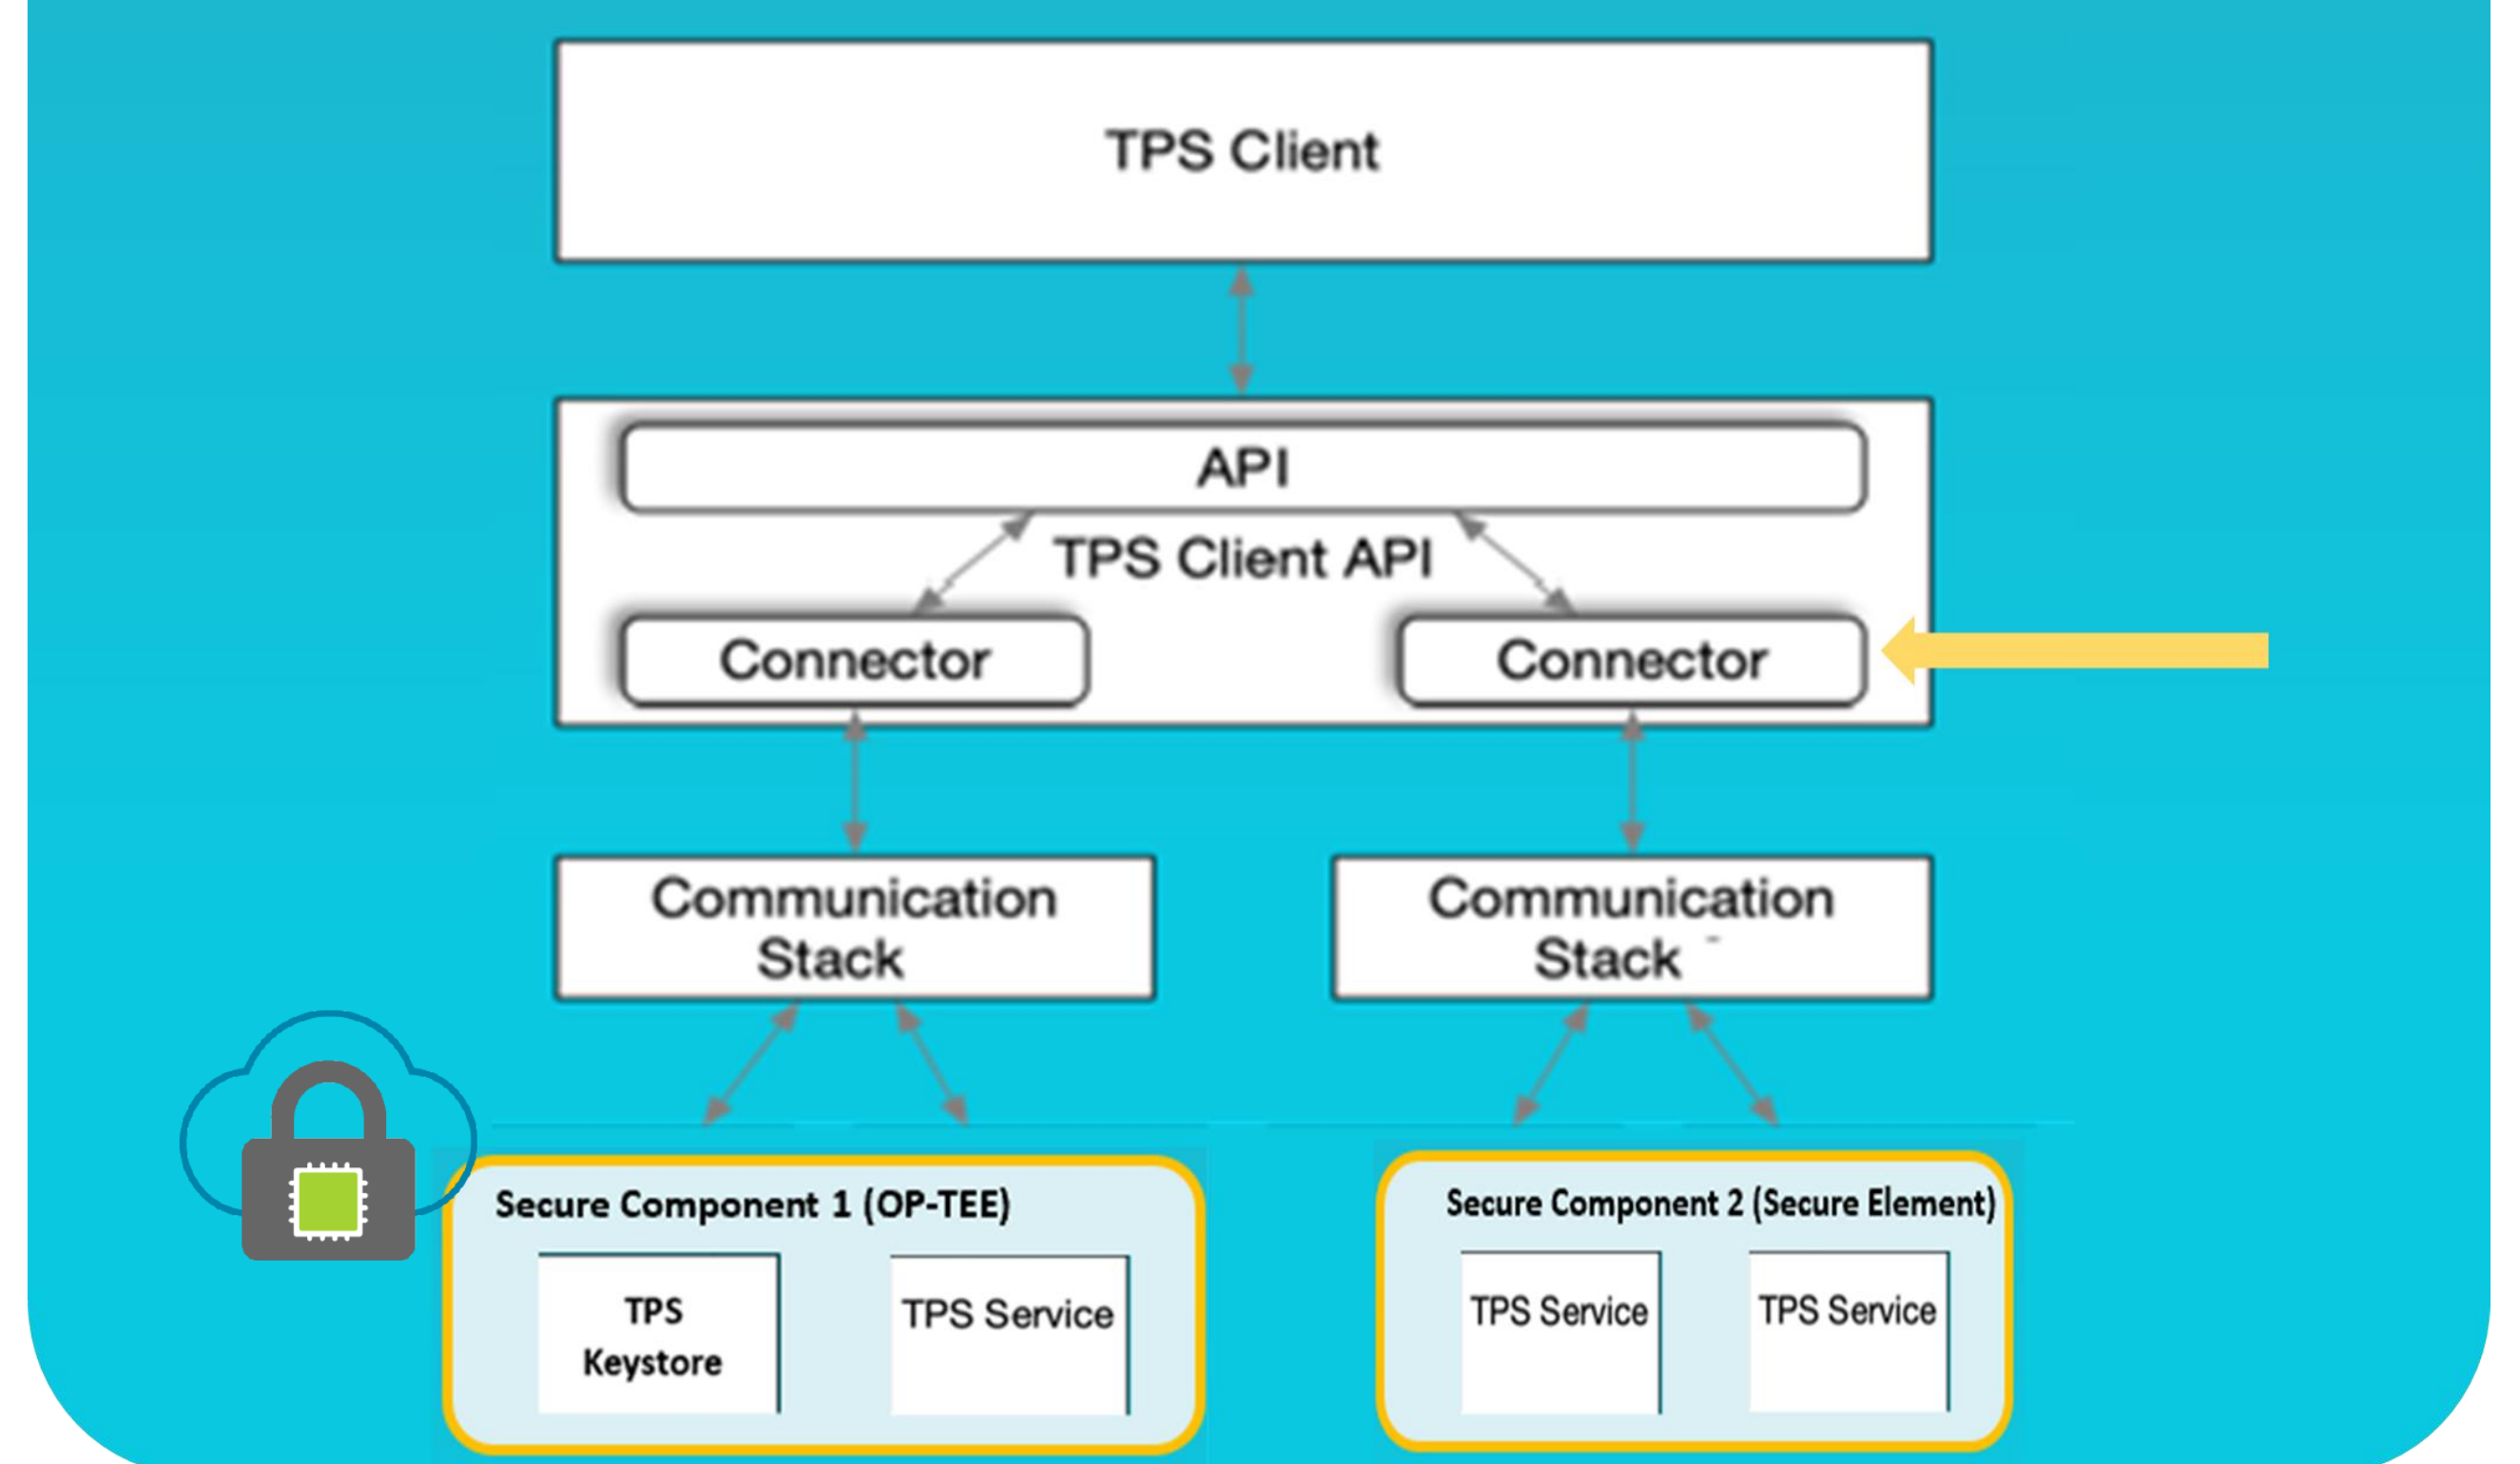 TPS Client
API
TPS Client API
Connector
Connector
Communication
Stack
Communication
Stack
Secure Component 1 (OP-TEE)
TPS
Keystore
TPS Service
Secure Component 2 (Secure Element)
TPS Service
TPS Service